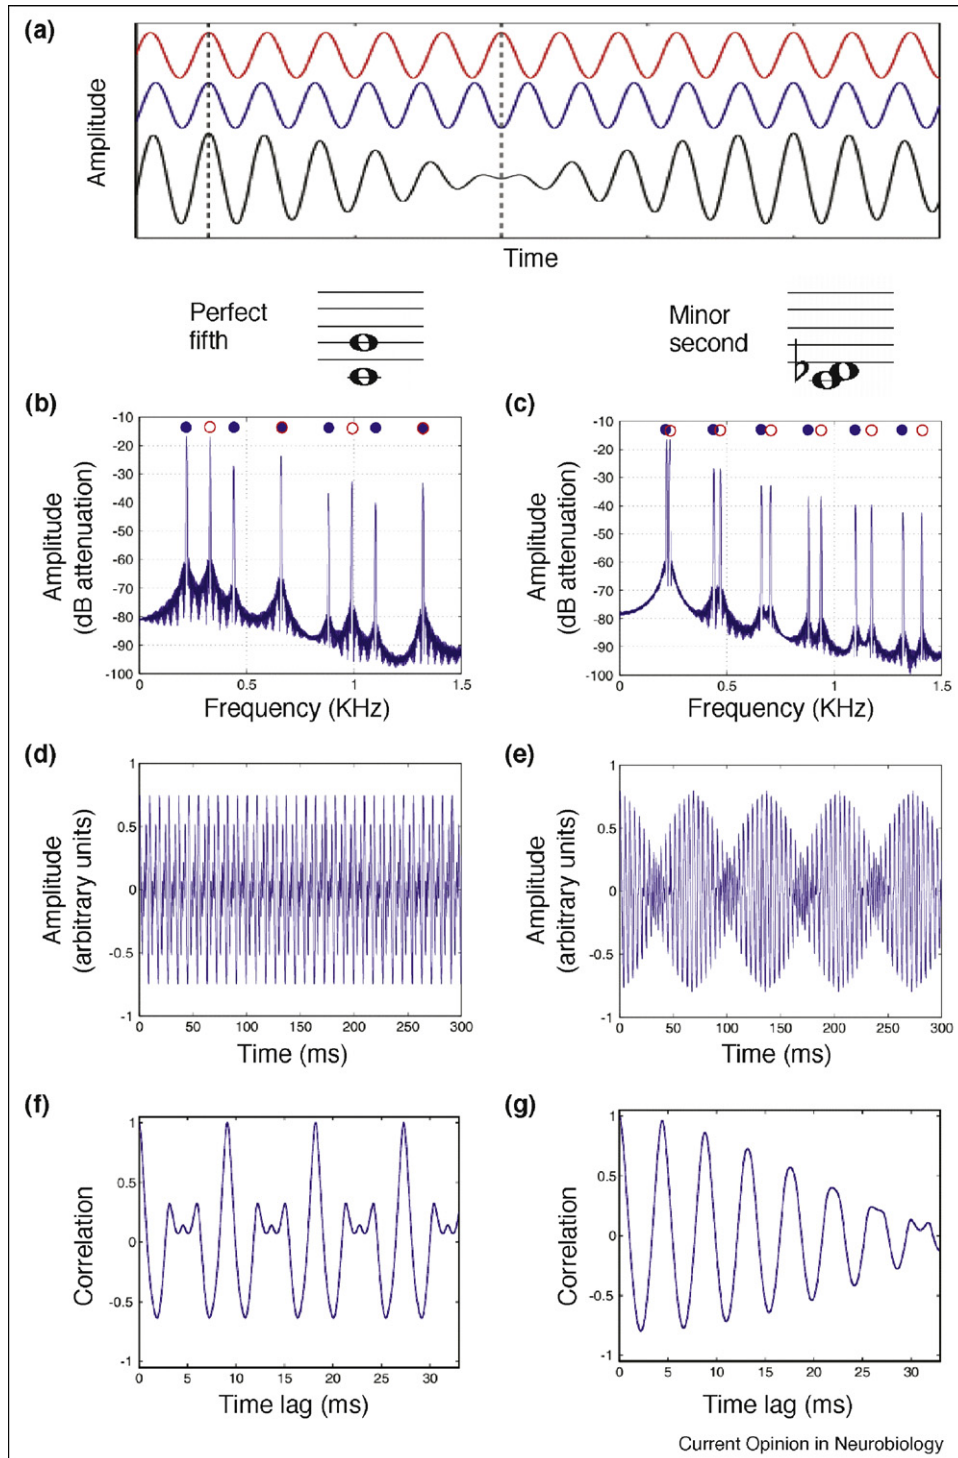 (a)
Amplitude
Time
Perfect
fifth
Minor
second
(b)
-10
-20
-30
-40
-50
-60
-70
-80
-90
-100
0
0.5
1
1.5
Amplitude
(dB attenuation)
Frequency (KHz)
(c)
-10
-20
-30
-40
-50
-60
-70
-80
-90
-100
0
0.5
1
1.5
Amplitude
(dB attenuation)
Frequency (KHz)
(d)
1
0.5
0
-0.5
-1
0
50
100
150
200
250
300
Amplitude
(arbitrary units)
Time (ms)
(e)
1
0.5
0
-0.5
-1
0
50
100
150
200
250
300
Amplitude
(arbitrary units)
Time (ms)
(f)
1
0.5
0
-0.5
-1
0
5
10
15
20
25
30
Correlation
Time lag (ms)
(g)
1
0.5
0
-0.5
-1
0
5
10
15
20
25
30
Correlation
Time lag (ms)
Current Opinion in Neurobiology